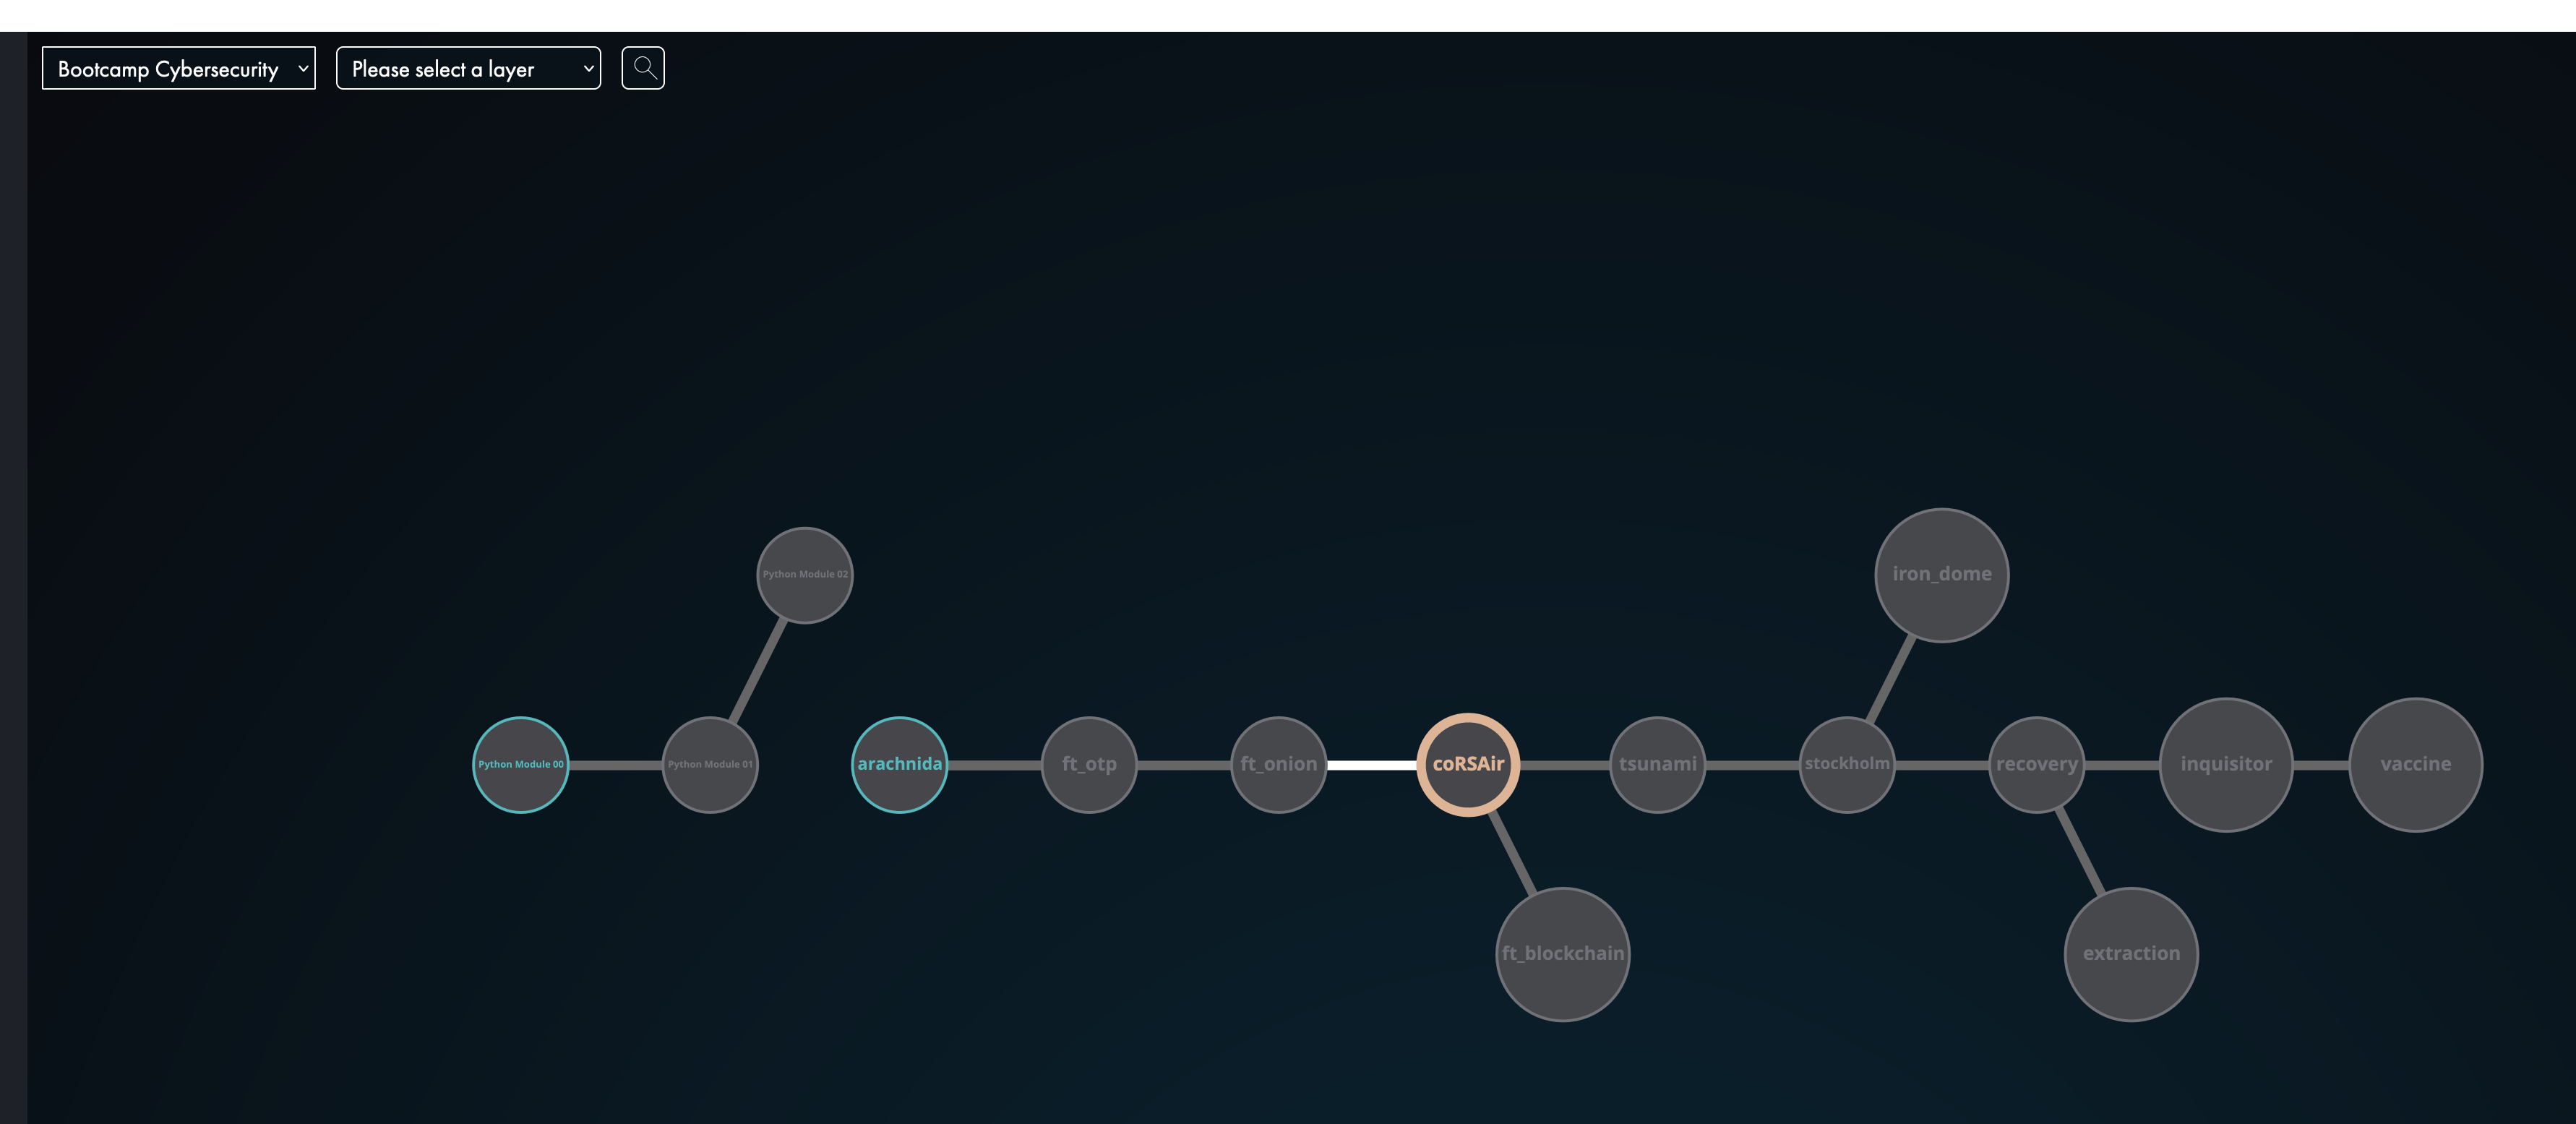 Bootcamp Cybersecurity
Please select a layer
Python Module 02
iron_dome
Python Module 00
Python Module 01
arachnida
ft_otp
ft_onion
coRSAir
tsunami
stockholm
recovery
inquisitor
vaccine
ft_blockchain
extraction